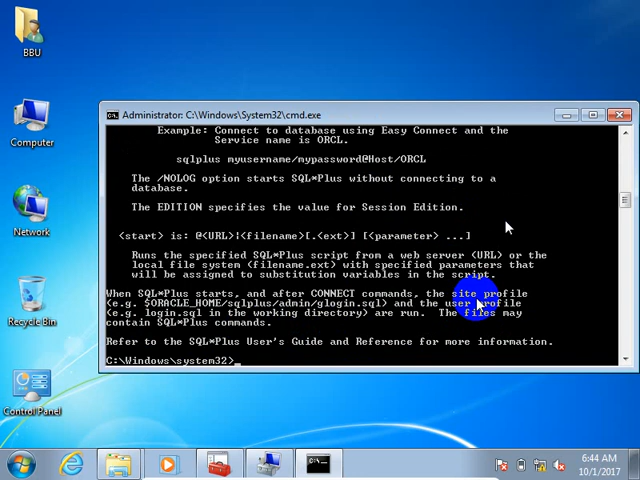 BBU
Computer
Network
Recycle Bin
Control Panel
Administrator: C:\Windows\System32\cmd.exe
Example: Connect to database using Easy Connect and the
Service name is ORCL.
sqlplus myusername/mypassword@Host/ORCL
The /NOLOG option starts SQL*Plus without connecting to a
database.
The EDITION specifies the value for Session Edition.
<start> is: @<URL>|<filename>[.<ext>] [<parameter> ...]
Runs the specified SQL*Plus script from a web server (URL) or the
local file system (filename.ext) with specified parameters that
will be assigned to substitution variables in the script.
When SQL*Plus starts, and after CONNECT commands, the site profile
(e.g. $ORACLE_HOME/sqlplus/admin/glogin.sql) and the user profile
(e.g. login.sql in the working directory) are run.  The files may
contain SQL*Plus commands.
Refer to the SQL*Plus User's Guide and Reference for more information.
C:\Windows\system32>_
6:44 AM
10/1/2017